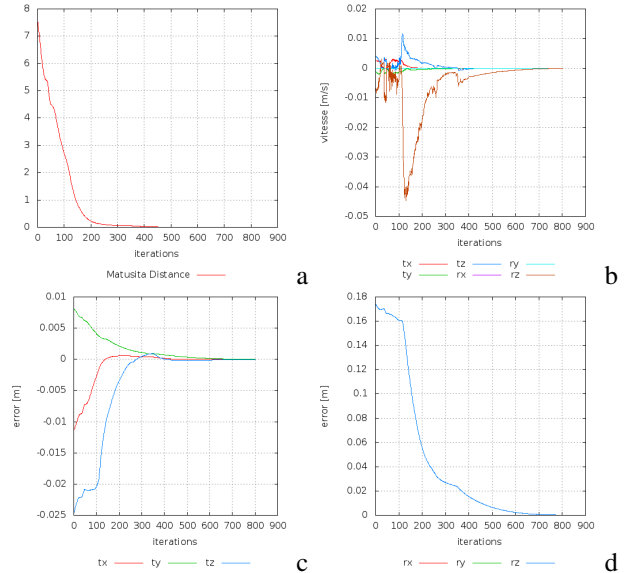 8
7
6
5
4
3
2
1
0
0 100 200 300 400 500 600 700 800 900
iterations
Matusita Distance
a
0.02
0.01
0
-0.01
-0.02
-0.03
-0.04
-0.05
vitesse [m/s]
0 100 200 300 400 500 600 700 800 900
iterations
tx tz ry
ty rx rz
b
0.01
0.005
0
-0.005
-0.01
-0.015
-0.02
-0.025
error [m]
0 100 200 300 400 500 600 700 800 900
iterations
tx ty tz
c
0.18
0.16
0.14
0.12
0.1
0.08
0.06
0.04
0.02
0
error [m]
0 100 200 300 400 500 600 700 800 900
iterations
rx ry rz
d